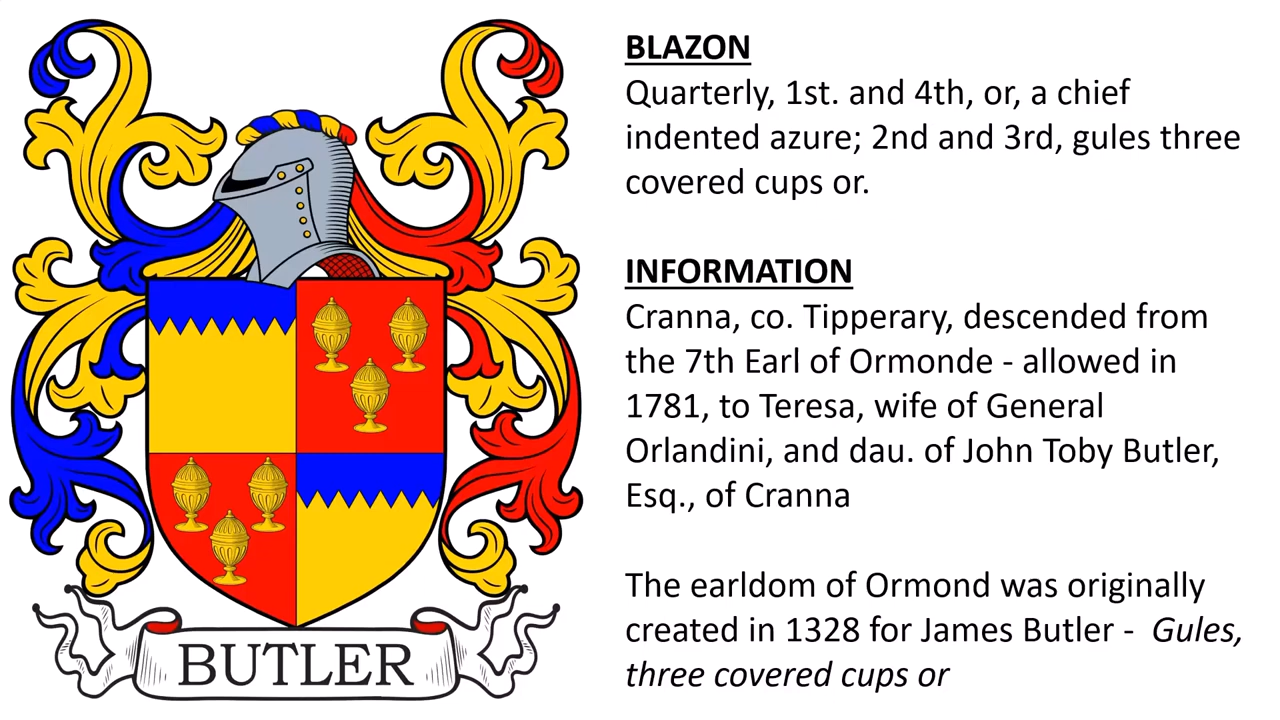 BLAZON
Quarterly, 1st. and 4th, or, a chief
indented azure; 2nd and 3rd, gules three
covered cups or.
INFORMATION
Cranna, co. Tipperary, descended from
the 7th Earl of Ormonde - allowed in
1781, to Teresa, wife of General
Orlandini, and dau. of John Toby Butler,
Esq., of Cranna
The earldom of Ormond was originally
created in 1328 for James Butler - Gules,
three covered cups or
BUTLER